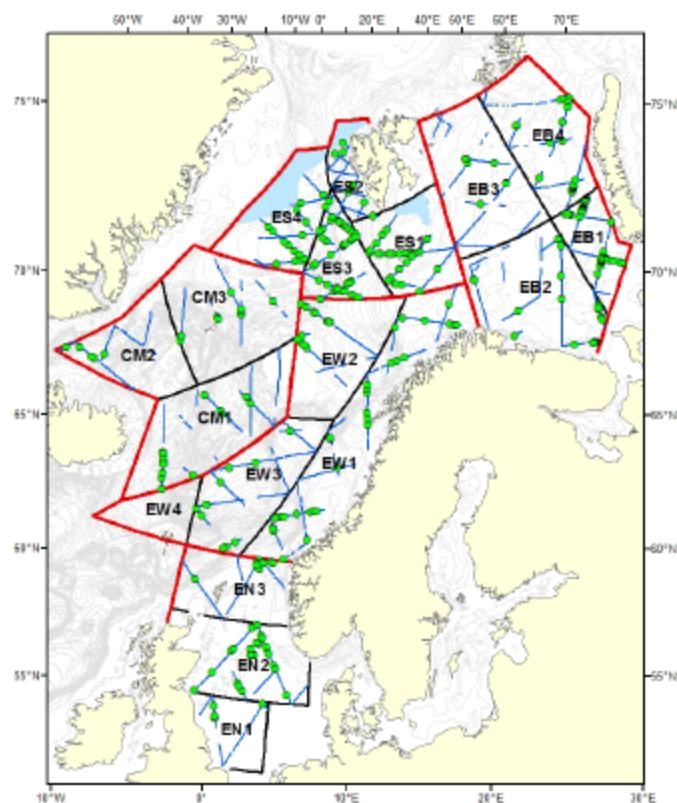 60°W 40°W 30°W 10°W 0°E 20°E 40°E 50°E 60°E 70°E
75°N 75°N
EB4
ES2 EB3
ES4
ES1 EB1
70°N ES3 70°N
CM3 EB2
CM2 EW2
65°N CM1 65°N
EW3 EW1
EW4
60°N 60°N
EN3
EN2
55°N 55°N
EN1
10°W 0° 10°E 20°E 30°E